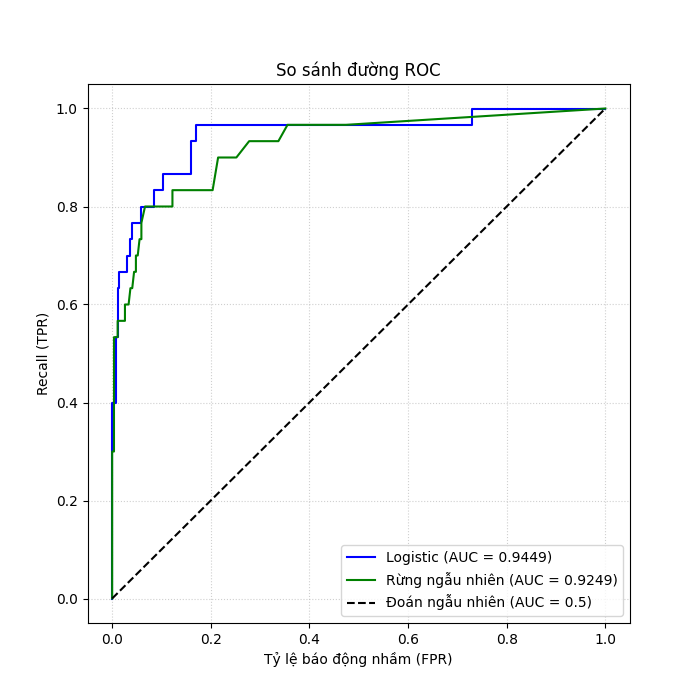 So sánh đường ROC
1.0
0.8
0.6
0.4
0.2
0.0
Recall (TPR)
Logistic (AUC = 0.9449)
Rừng ngẫu nhiên (AUC = 0.9249)
Đoán ngẫu nhiên (AUC = 0.5)
0.0 0.2 0.4 0.6 0.8 1.0
Tỷ lệ báo động nhầm (FPR)